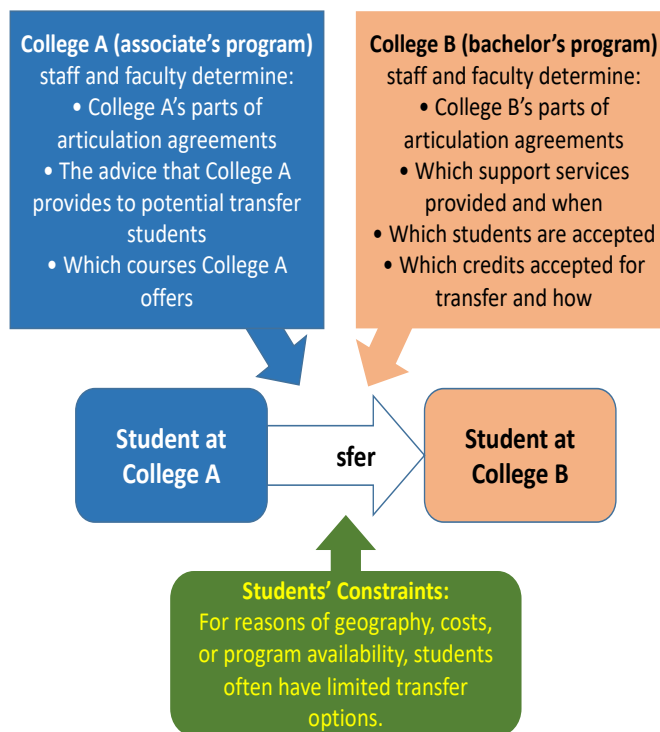 College A (associate’s program)
staff and faculty determine:
• College A’s parts of
articulation agreements
• The advice that College A
provides to potential transfer
students
• Which courses College A
offers
College B (bachelor’s program)
staff and faculty determine:
• College B’s parts of
articulation agreements
• Which support services
provided and when
• Which students are accepted
• Which credits accepted for
transfer and how
Student at
College A
sfer
Student at
College B
Students’ Constraints:
For reasons of geography, costs,
or program availability, students
often have limited transfer
options.